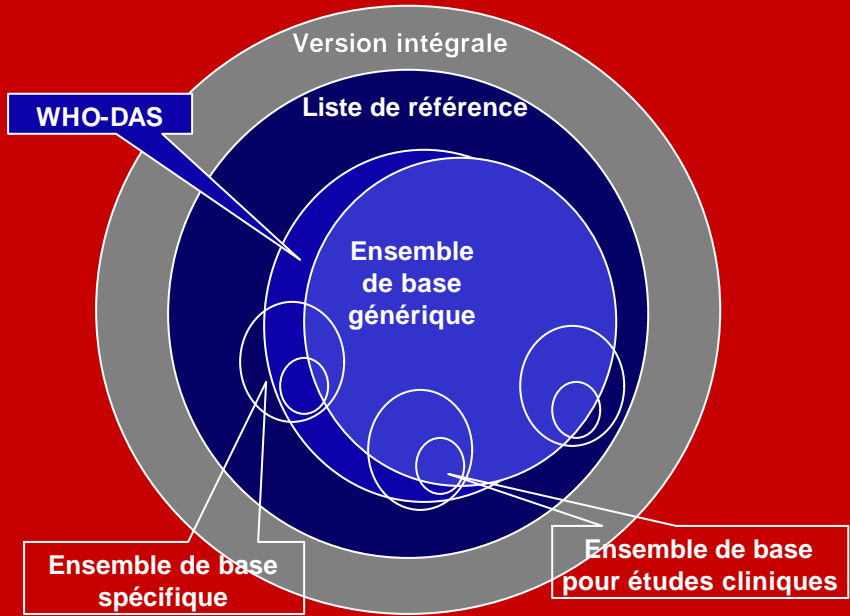 Version intégrale
WHO-DAS
Liste de référence
Ensemble
de base
générique
Ensemble de base
spécifique
Ensemble de base
pour études cliniques